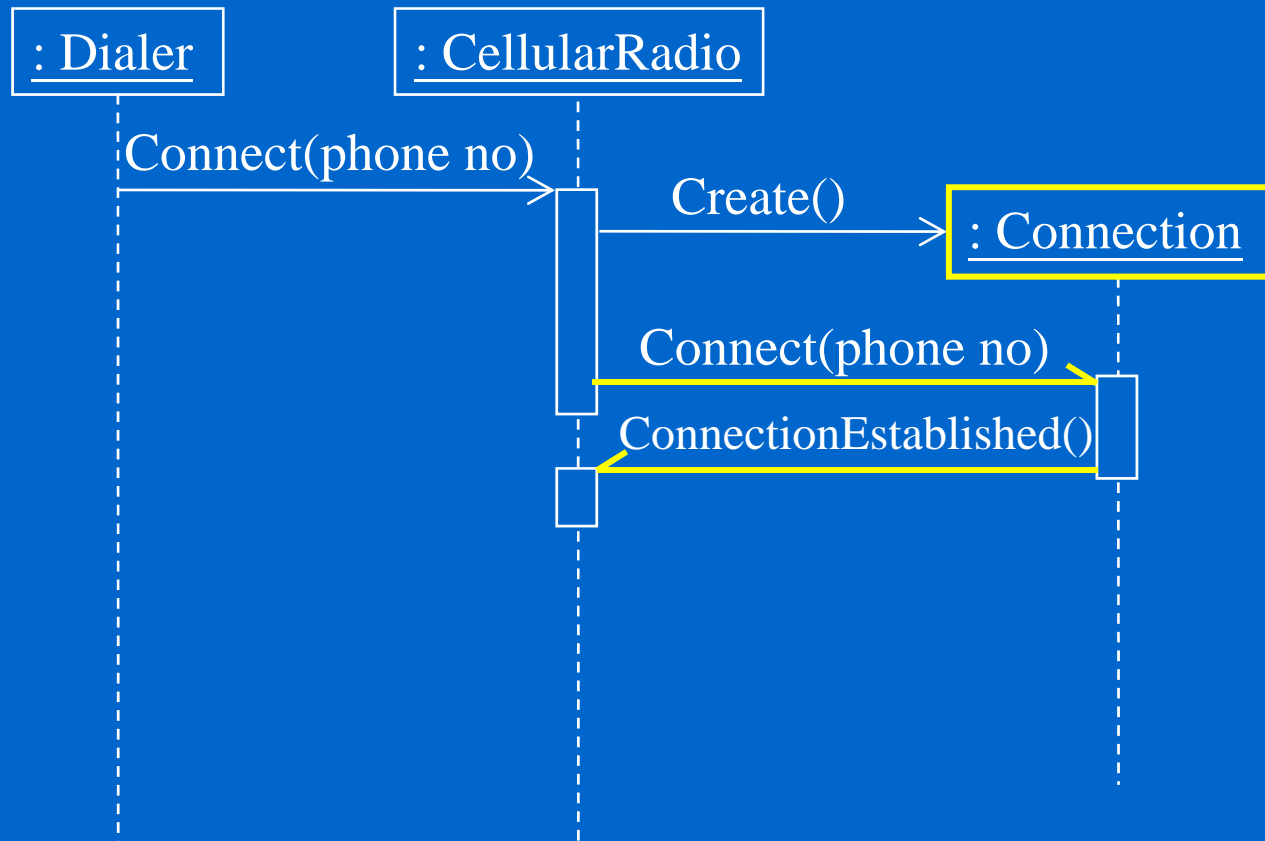 : Dialer
: CellularRadio
Connect(phone no)
Create()
: Connection
Connect(phone no)
ConnectionEstablished()